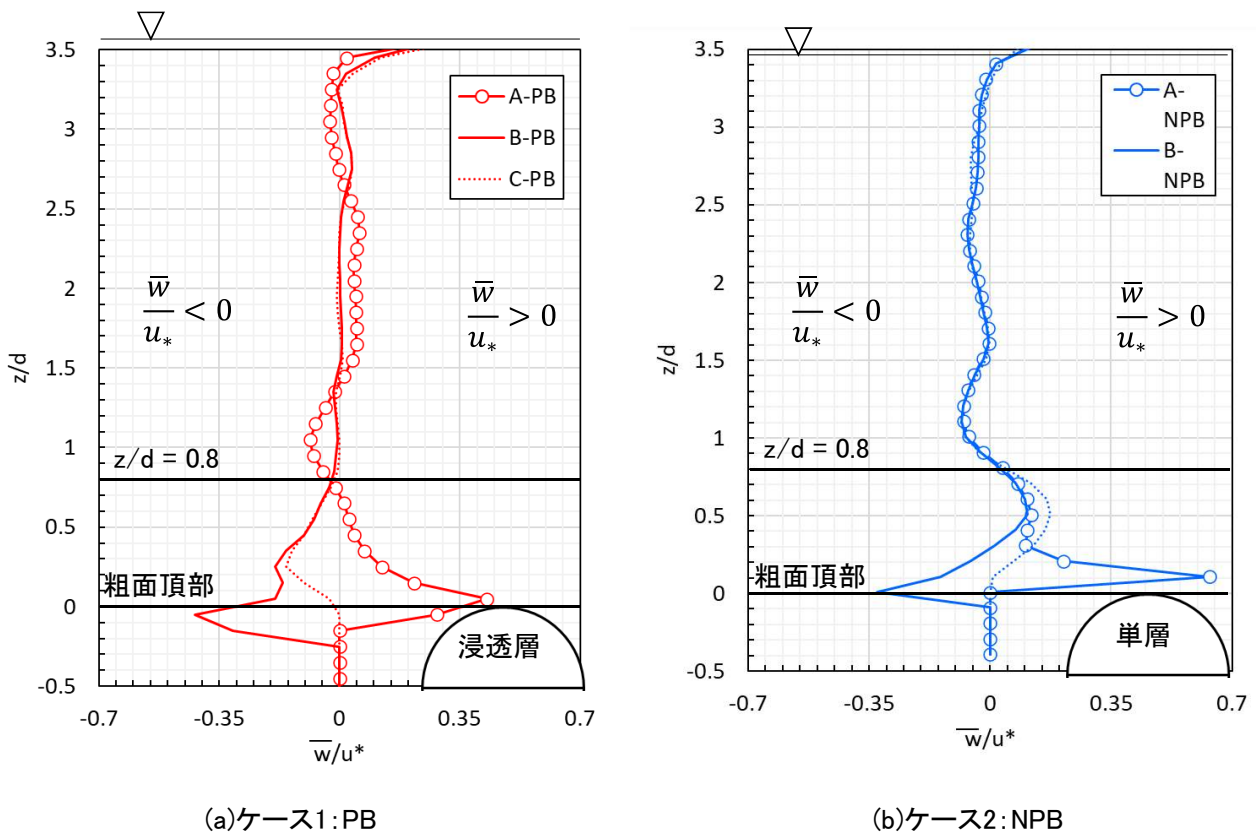 3.5
3
2.5
2
1.5
1
0.5
0
-0.5
z/d
A-PB
B-PB
C-PB
w̅/u* < 0
w̅/u* > 0
z/d = 0.8
粗面頂部
浸透層
-0.7
-0.35
0
0.35
0.7
w̅/u*
(a)ケース1:PB
3.5
3
2.5
2
1.5
1
0.5
0
-0.5
z/d
A-
NPB
B-
NPB
w̅/u* < 0
w̅/u* > 0
z/d = 0.8
粗面頂部
単層
-0.7
-0.35
0
0.35
0.7
w̅/u*
(b)ケース2:NPB